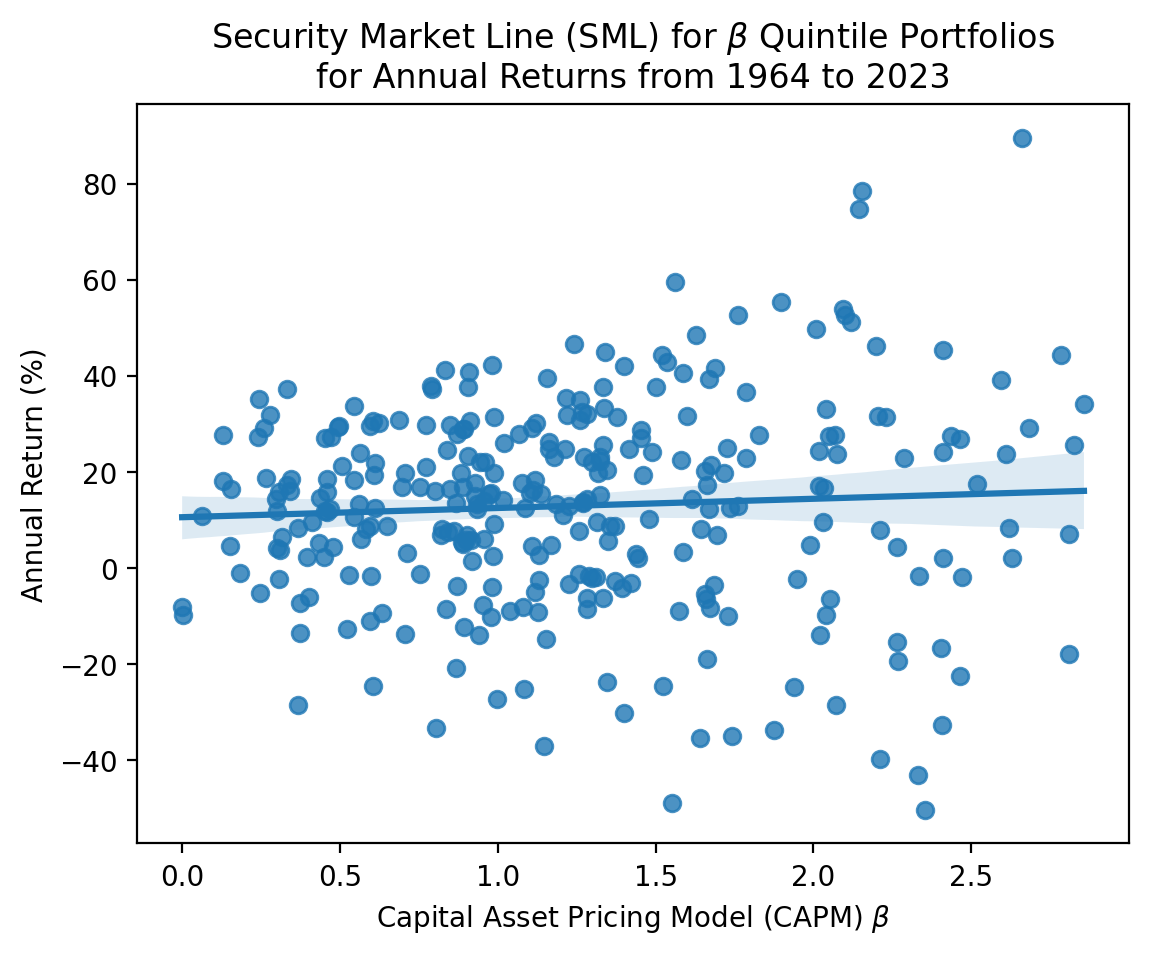 Security Market Line (SML) for β Quintile Portfolios
for Annual Returns from 1964 to 2023
Annual Return (%)
80
60
40
20
0
−20
−40
0.0 0.5 1.0 1.5 2.0 2.5
Capital Asset Pricing Model (CAPM) β